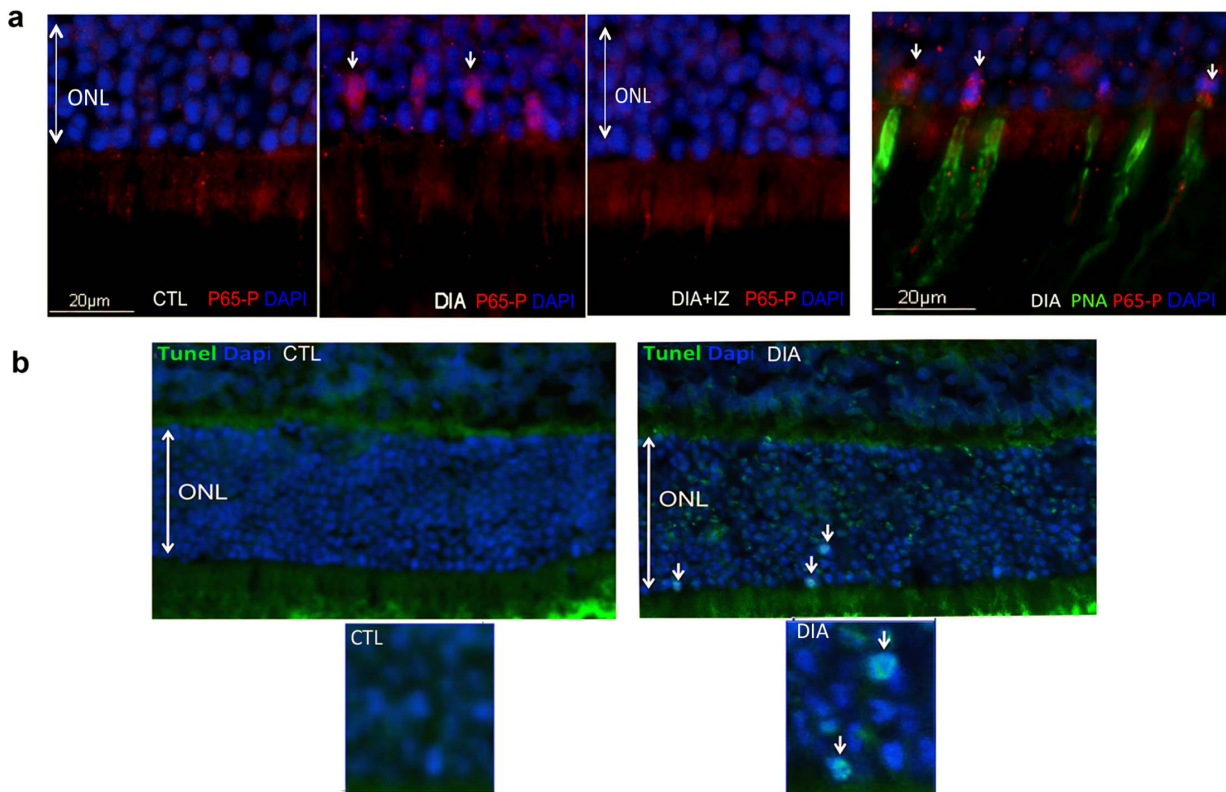 a
ONL
20µm
CTL P65-P DAPI
DIA P65-P DAPI
ONL
DIA+IZ P65-P DAPI
20µm
DIA PNA P65-P DAPI
b
Tunel Dapi CTL
ONL
Tunel Dapi DIA
ONL
CTL
DIA